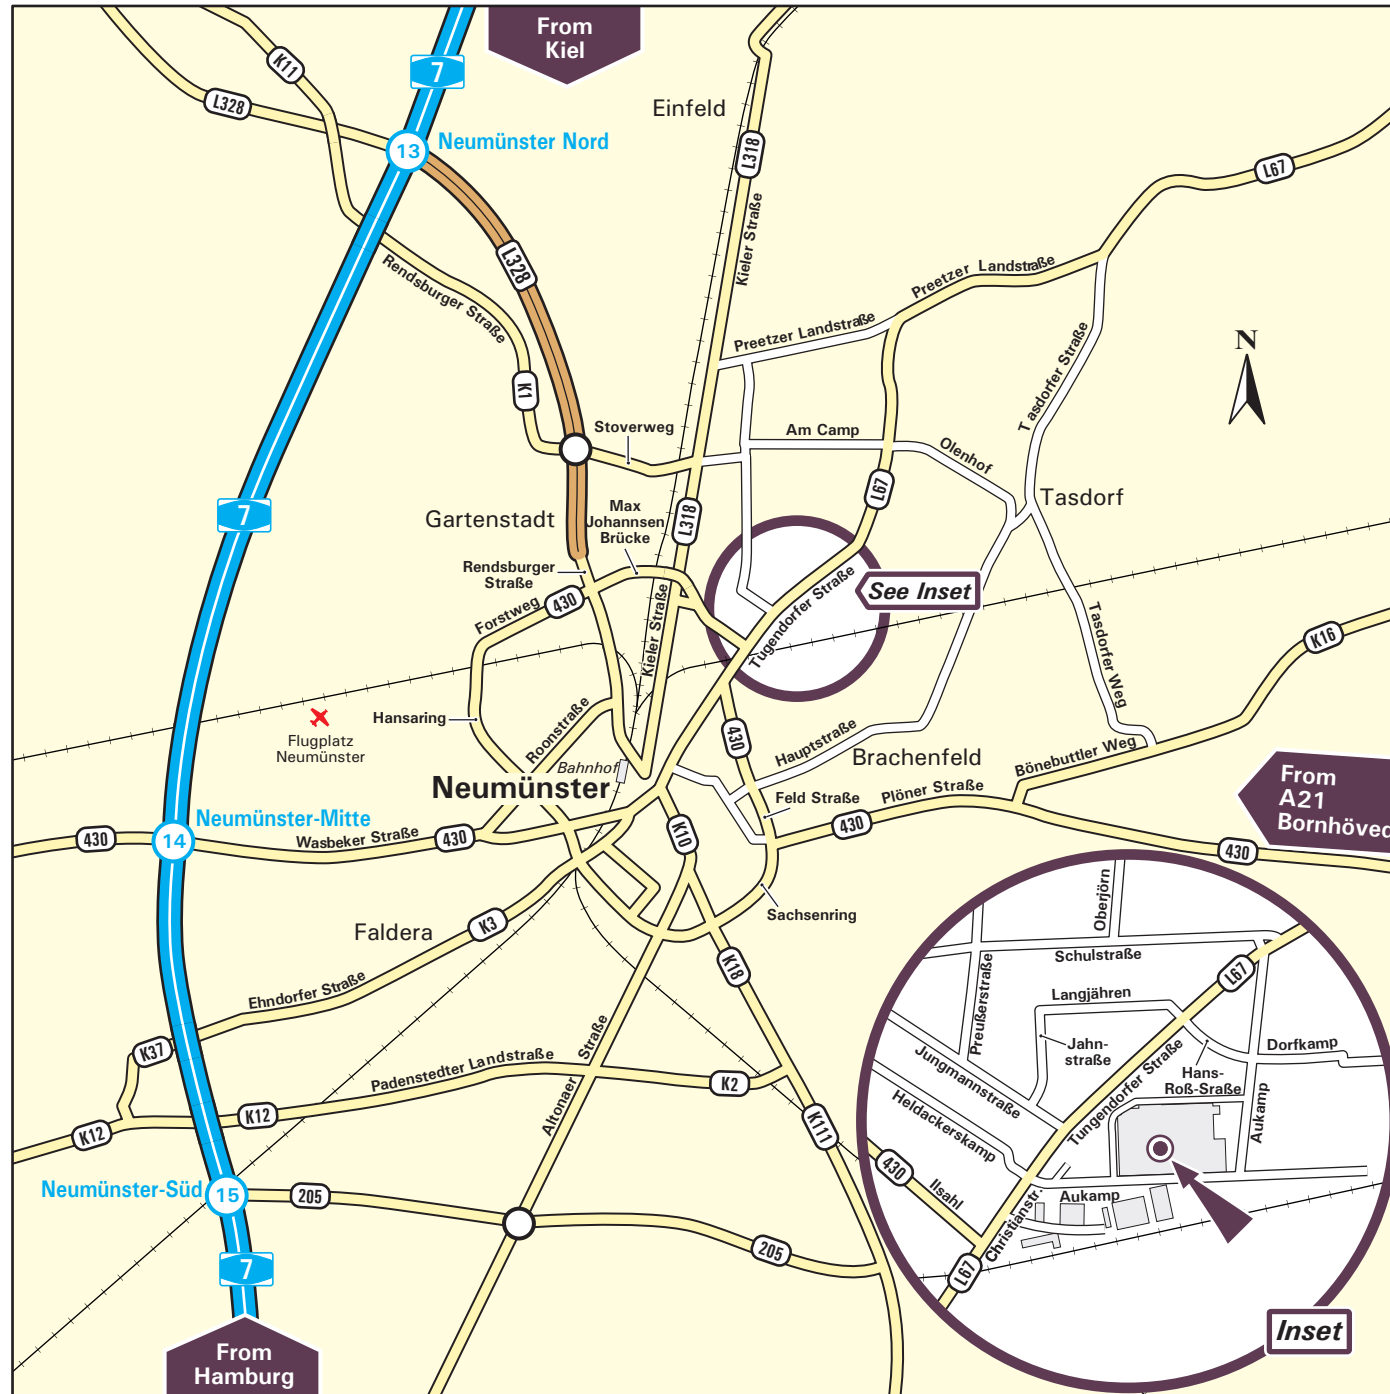 From
Kiel
7
K11
L328
Einfeld
13
Neumünster Nord
L318
L67
Kieler Straße
Rendsburger Straße
L328
Preetzer Landstraße
Preetzer Landstraße
N
Tasdorfer Straße
K1
Stoverweg
Am Camp
Olenhof
L67
Tasdorf
7
Gartenstadt
Max
Johannsen
Brücke
L318
Rendsburger
Straße
See Inset
Forstweg
430
Kieler Straße
Tugendorfer Straße
Tasdorfer Weg
K16
Hansaring
Flugplatz
Neumünster
Roonstraße
430
Hauptstraße
Brachenfeld
Bönebuttler Weg
Bahnhof
Neumünster
From
A21
Bornhöved
Feld Straße
Plöner Straße
Neumünster-Mitte
14
430
Wasbeker Straße
430
K10
430
430
Sachsenring
Faldera
K3
K18
Ehndorfer Straße
K37
Altonaer Straße
Padenstedter Landstraße
K2
K12
K12
K111
Neumünster-Süd
15
205
205
7
From
Hamburg
Oberjörn
Schulstraße
L67
Preußerstraße
Langjähren
Jahn-
straße
Jungmannstraße
Hans-
Roß-Sraße
Dorfkamp
Tungendorfer Straße
Heldackerskamp
Aukamp
430
Ilsahl
Aukamp
Christianstr.
L67
Inset